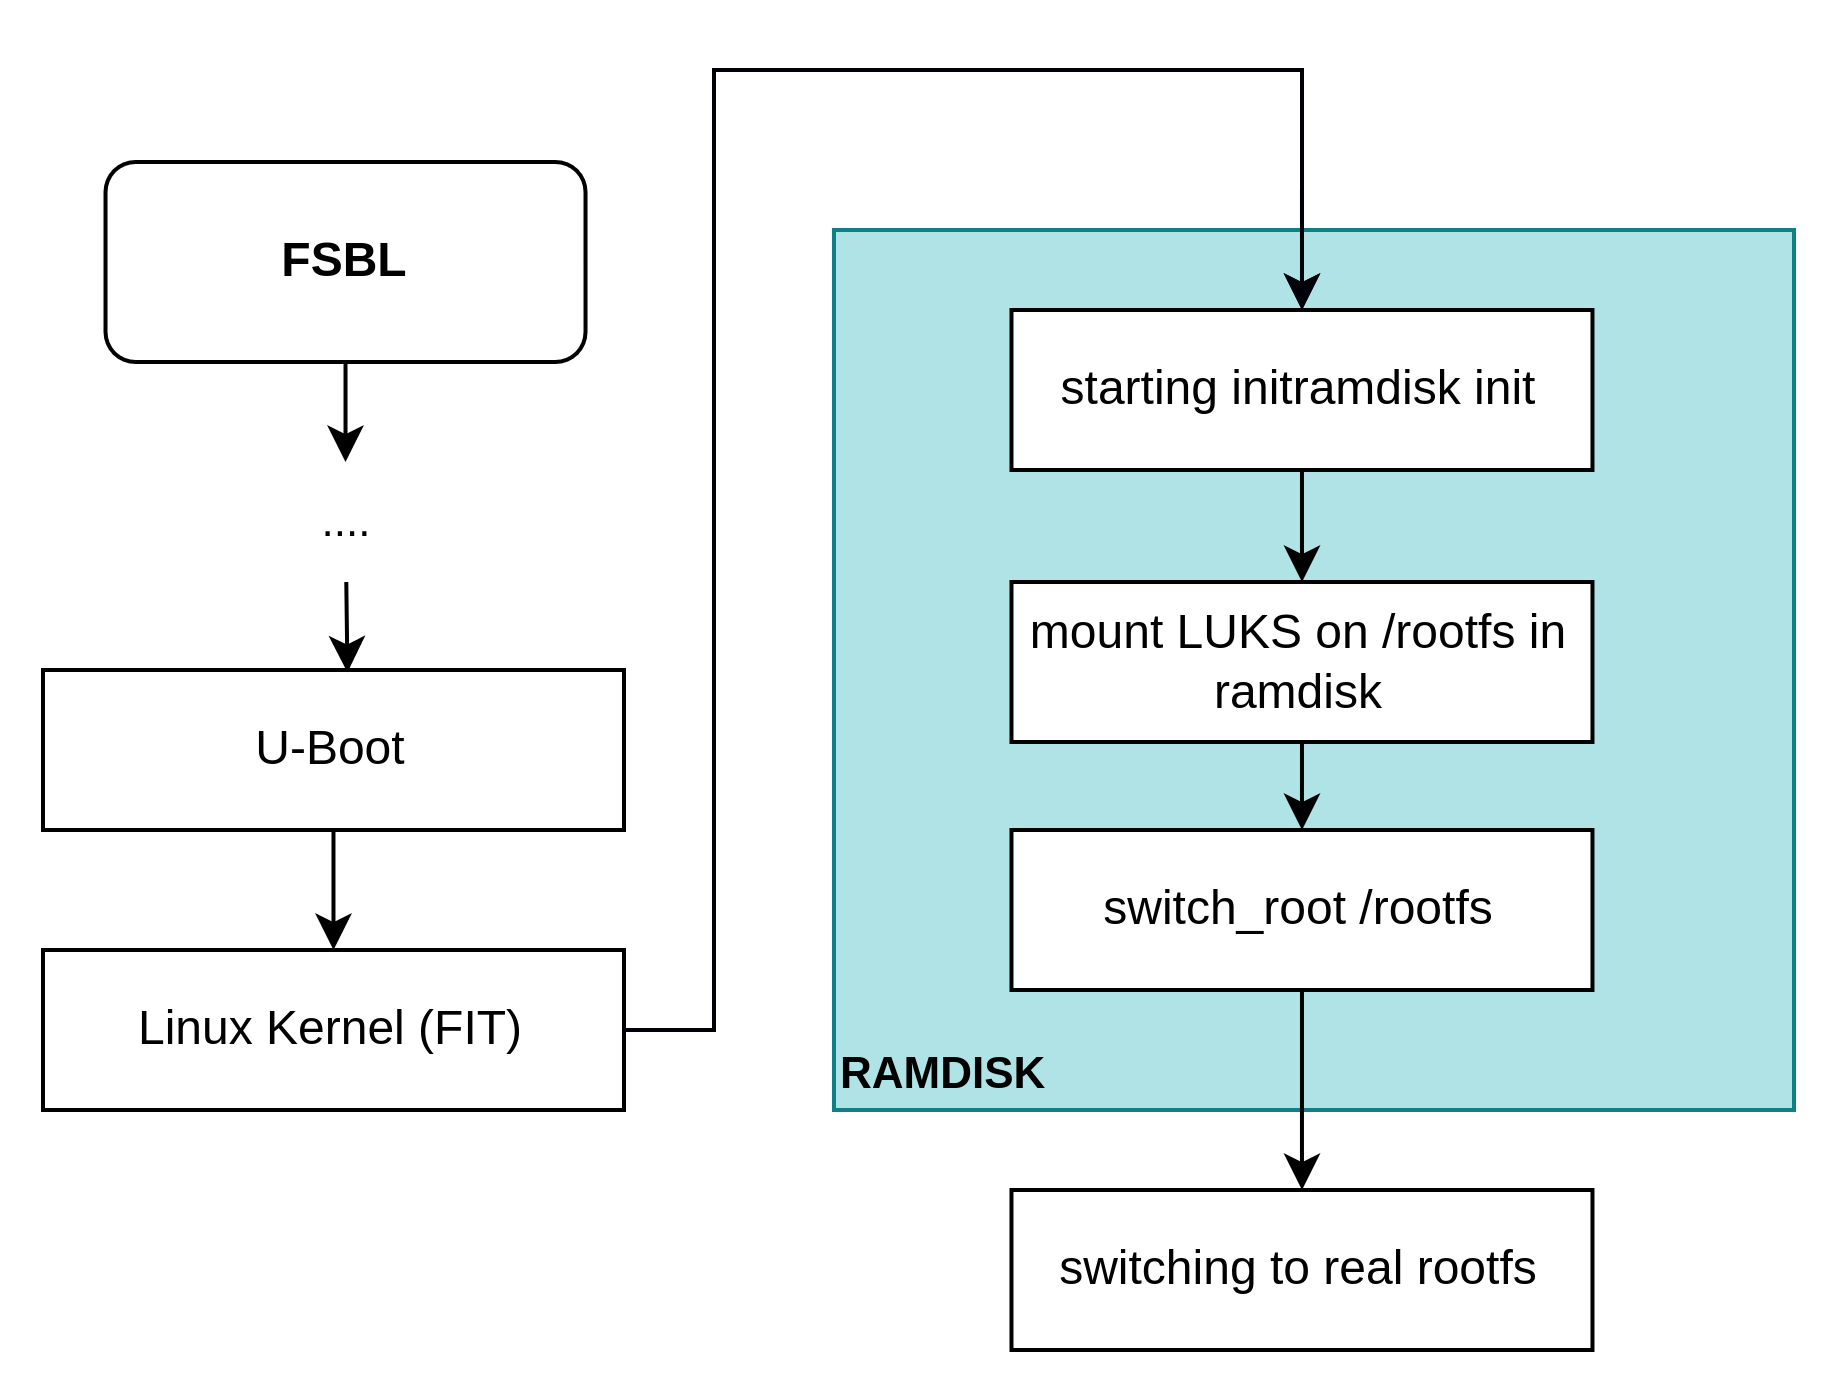 FSBL
....
U-Boot
Linux Kernel (FIT)
starting initramdisk init
mount LUKS on /rootfs in
ramdisk
switch_root /rootfs
RAMDISK
switching to real rootfs